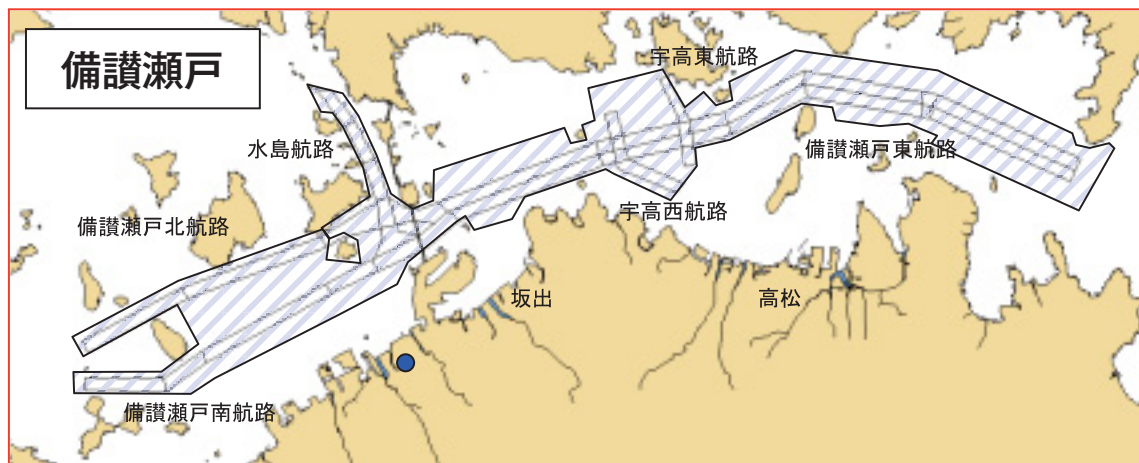 備讃瀬戸
宇高東航路
水島航路
備讃瀬戸東航路
宇高西航路
備讃瀬戸北航路
坂出
高松
備讃瀬戸南航路